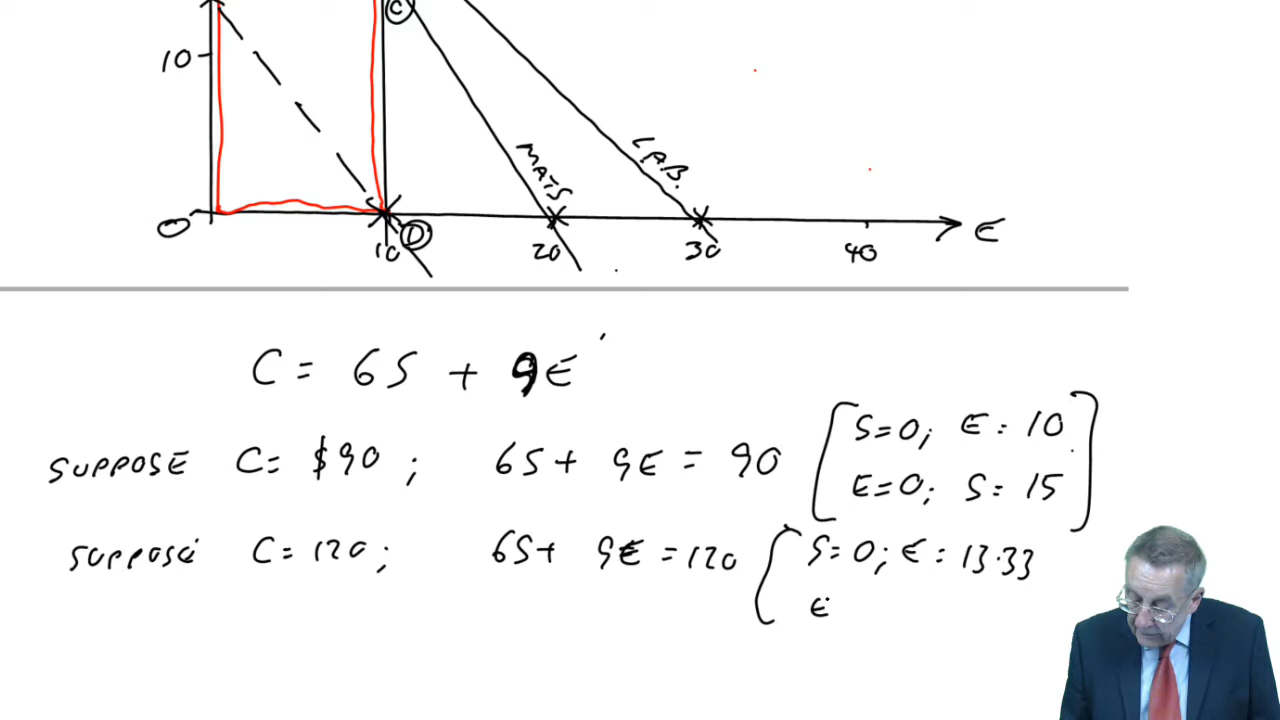 C
10
MATS
LAB.
0
D
10
20
30
40
E
C = 6S + 9E
SUPPOSE C = $90 ; 6S + 9E = 90 [ S = 0; E = 10
E = 0; S = 15 ]
SUPPOSE C = 120 ; 6S + 9E = 120 [ S = 0; E = 13.33
E